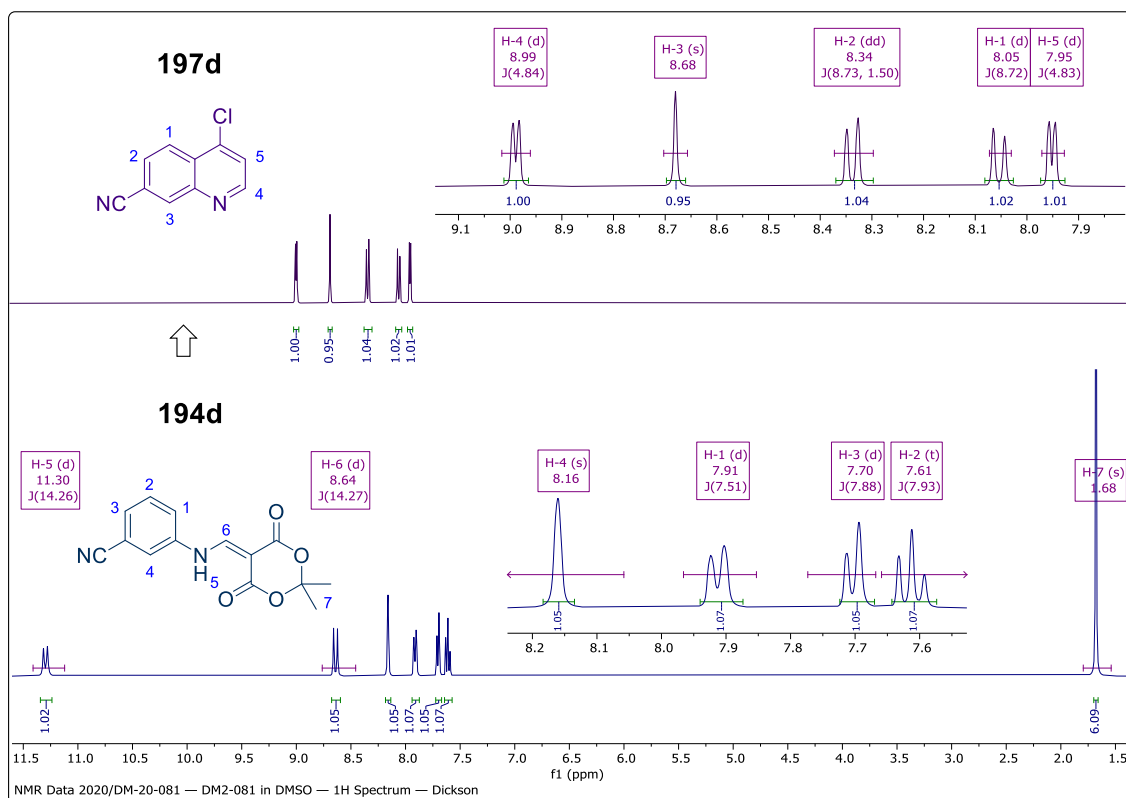 197d
Cl
1
2
5
NC
N
4
3
H-4 (d)
8.99
J(4.84)
H-3 (s)
8.68
H-2 (dd)
8.34
J(8.73, 1.50)
H-1 (d)
8.05
J(8.72)
H-5 (d)
7.95
J(4.83)
1.00
0.95
1.04
1.02
1.01
9.1 9.0 8.9 8.8 8.7 8.6 8.5 8.4 8.3 8.2 8.1 8.0 7.9
1.00
0.95
1.04
1.02
1.01
194d
H-5 (d)
11.30
J(14.26)
H-6 (d)
8.64
J(14.27)
H-4 (s)
8.16
H-1 (d)
7.91
J(7.51)
H-3 (d)
7.70
J(7.88)
H-2 (t)
7.61
J(7.93)
H-7 (s)
1.68
2
3
1
O
6
O
NC
N
H
5
4
O
O
7
1.05
1.07
1.05
1.07
8.2 8.1 8.0 7.9 7.8 7.7 7.6
1.02
1.05
1.05
1.07
1.05
1.07
6.09
11.5 11.0 10.5 10.0 9.5 9.0 8.5 8.0 7.5 7.0 6.5 6.0 5.5 5.0 4.5 4.0 3.5 3.0 2.5 2.0 1.5
f1 (ppm)
NMR Data 2020/DM-20-081 — DM2-081 in DMSO — 1H Spectrum — Dickson